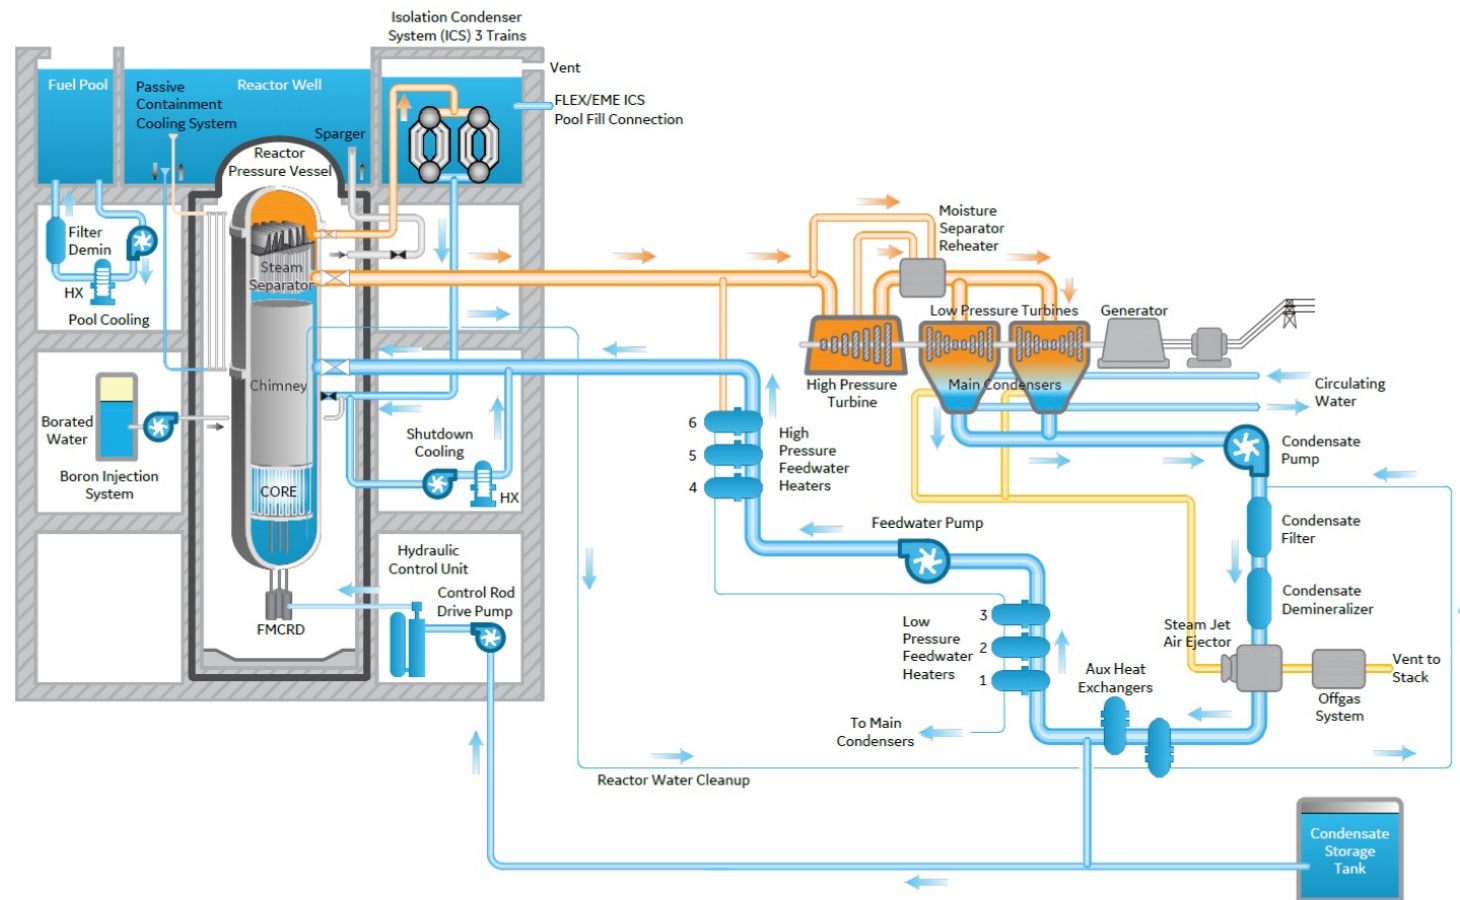 Isolation Condenser
System (ICS) 3 Trains
Vent
FLEX/EME ICS
Pool Fill Connection
Fuel Pool
Passive
Containment
Cooling System
Reactor Well
Sparger
Reactor
Pressure Vessel
Filter
Demin
HX
Pool Cooling
Steam
Separator
Chimney
CORE
Borated
Water
Boron Injection
System
Shutdown
Cooling
HX
Hydraulic
Control Unit
Control Rod
Drive Pump
FMCRD
Moisture
Separator
Reheater
Low Pressure Turbines
Generator
High Pressure
Turbine
Main Condensers
Circulating
Water
6
5
4
High
Pressure
Feedwater
Heaters
Condensate
Pump
Feedwater Pump
Condensate
Filter
Condensate
Demineralizer
3
2
1
Low
Pressure
Feedwater
Heaters
Steam Jet
Air Ejector
Vent to
Stack
Offgas
System
Aux Heat
Exchangers
To Main
Condensers
Reactor Water Cleanup
Condensate
Storage
Tank